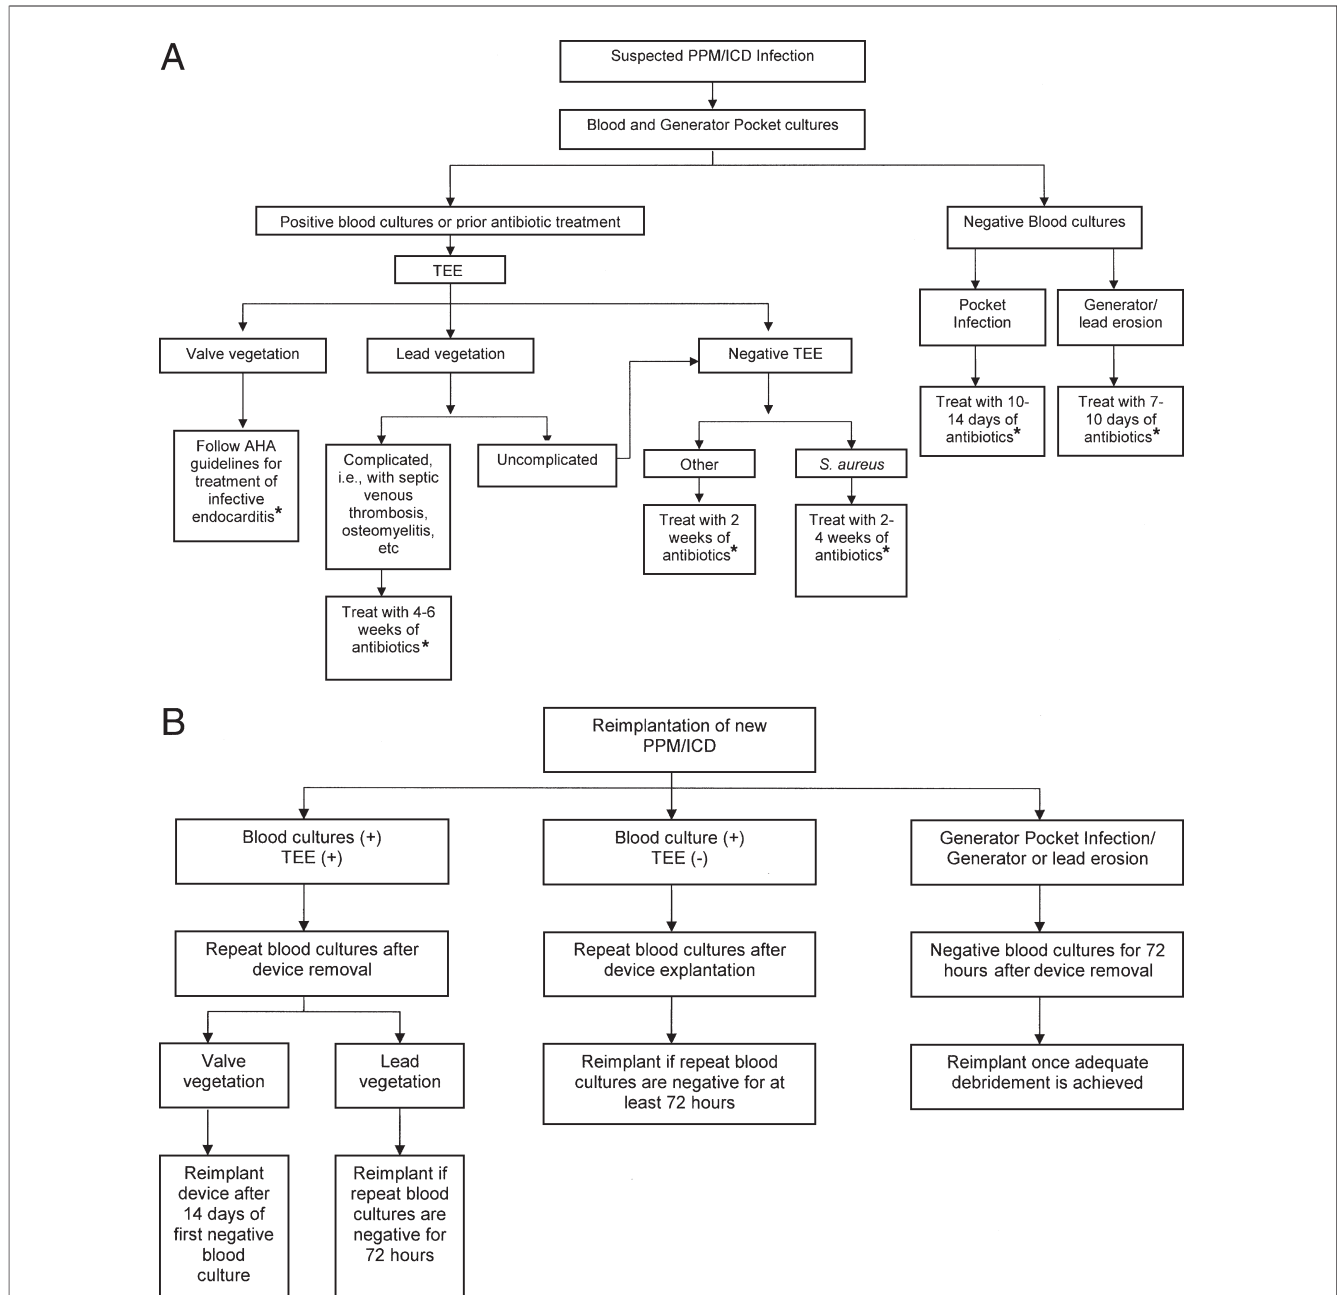 A
Suspected PPM/ICD Infection
Blood and Generator Pocket cultures
Positive blood cultures or prior antibiotic treatment
Negative Blood cultures
TEE
Pocket
Infection
Generator/
lead erosion
Valve vegetation
Lead vegetation
Negative TEE
Treat with 10-
14 days of
antibiotics*
Treat with 7-
10 days of
antibiotics*
Follow AHA
guidelines for
treatment of
infective
endocarditis*
Complicated,
i.e., with septic
venous
thrombosis,
osteomyelitis,
etc
Uncomplicated
Other
S. aureus
Treat with 2
weeks of
antibiotics*
Treat with 2-
4 weeks of
antibiotics*
Treat with 4-6
weeks of
antibiotics*
B
Reimplantation of new
PPM/ICD
Blood cultures (+)
TEE (+)
Blood culture (+)
TEE (-)
Generator Pocket Infection/
Generator or lead erosion
Repeat blood cultures after
device removal
Repeat blood cultures after
device explantation
Negative blood cultures for 72
hours after device removal
Valve
vegetation
Lead
vegetation
Reimplant if repeat blood
cultures are negative for at
least 72 hours
Reimplant once adequate
debridement is achieved
Reimplant
device after
14 days of
first negative
blood
culture
Reimplant if
repeat blood
cultures are
negative for
72 hours